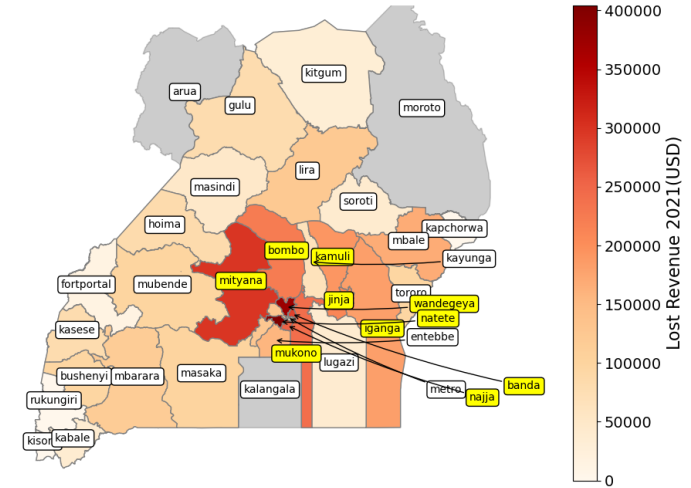 kitgum
arua
gulu
moroto
lira
masindi
soroti
hoima
kapchorwa
mbale
bombo
kamuli
kayunga
mityana
fortportal
mubende
tororo
jinja
wandegeya
natete
kasese
iganga
entebbe
mukono
lugazi
masaka
bushenyi
mbarara
banda
kalangala
metro
najja
rukungiri
kabale
400000
350000
300000
250000
200000
150000
100000
50000
0
Lost Revenue 2021(USD)